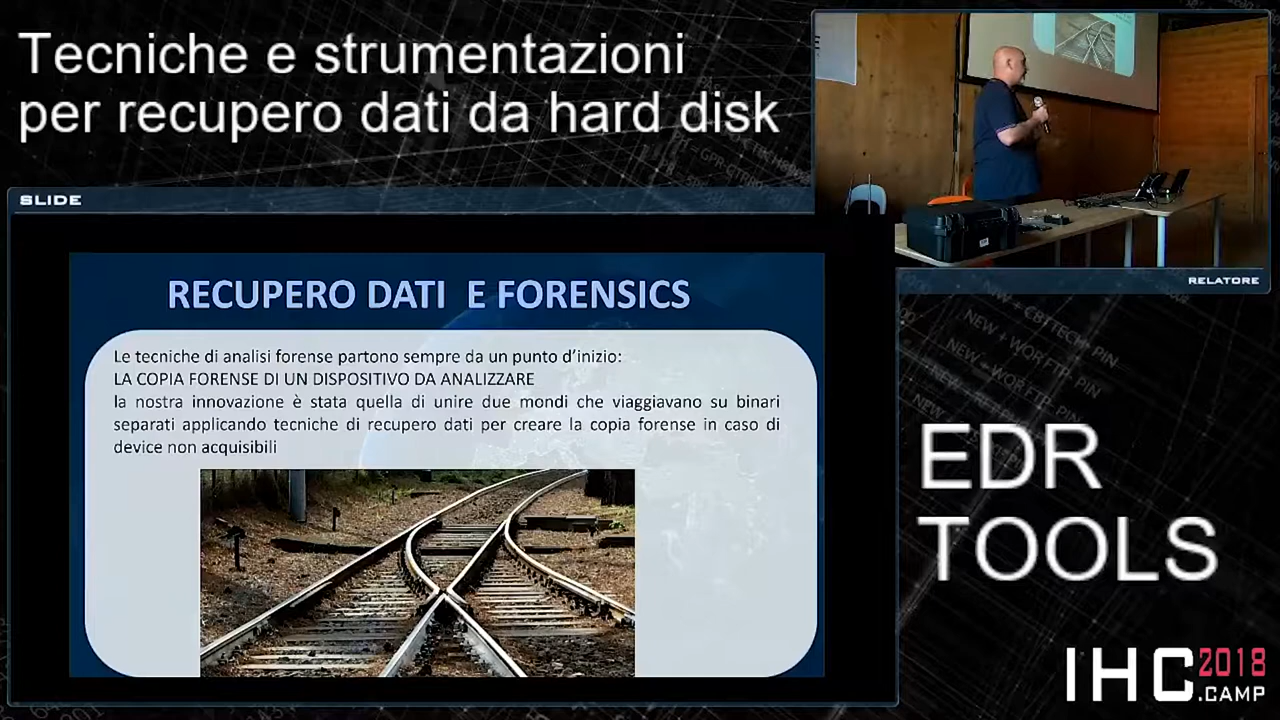 Tecniche e strumentazioni
per recupero dati da hard disk
SLIDE
RECUPERO DATI E FORENSICS
Le tecniche di analisi forense partono sempre da un punto d'inizio:
LA COPIA FORENSE DI UN DISPOSITIVO DA ANALIZZARE
la nostra innovazione è stata quella di unire due mondi che viaggiavano su binari
separati applicando tecniche di recupero dati per creare la copia forense in caso di
device non acquisibili
RELATORE
EDR
TOOLS
IHC 2018
.CAMP